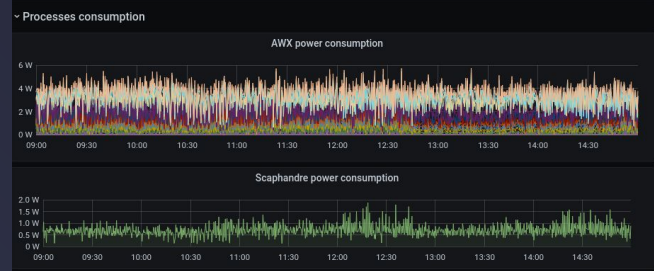 Processes consumption
AWX power consumption
6 W
4 W
2 W
0 W
09:00 09:30 10:00 10:30 11:00 11:30 12:00 12:30 13:00 13:30 14:00 14:30
Scaphandre power consumption
2.0 W
1.5 W
1.0 W
0.5 W
0 W
09:00 09:30 10:00 10:30 11:00 11:30 12:00 12:30 13:00 13:30 14:00 14:30